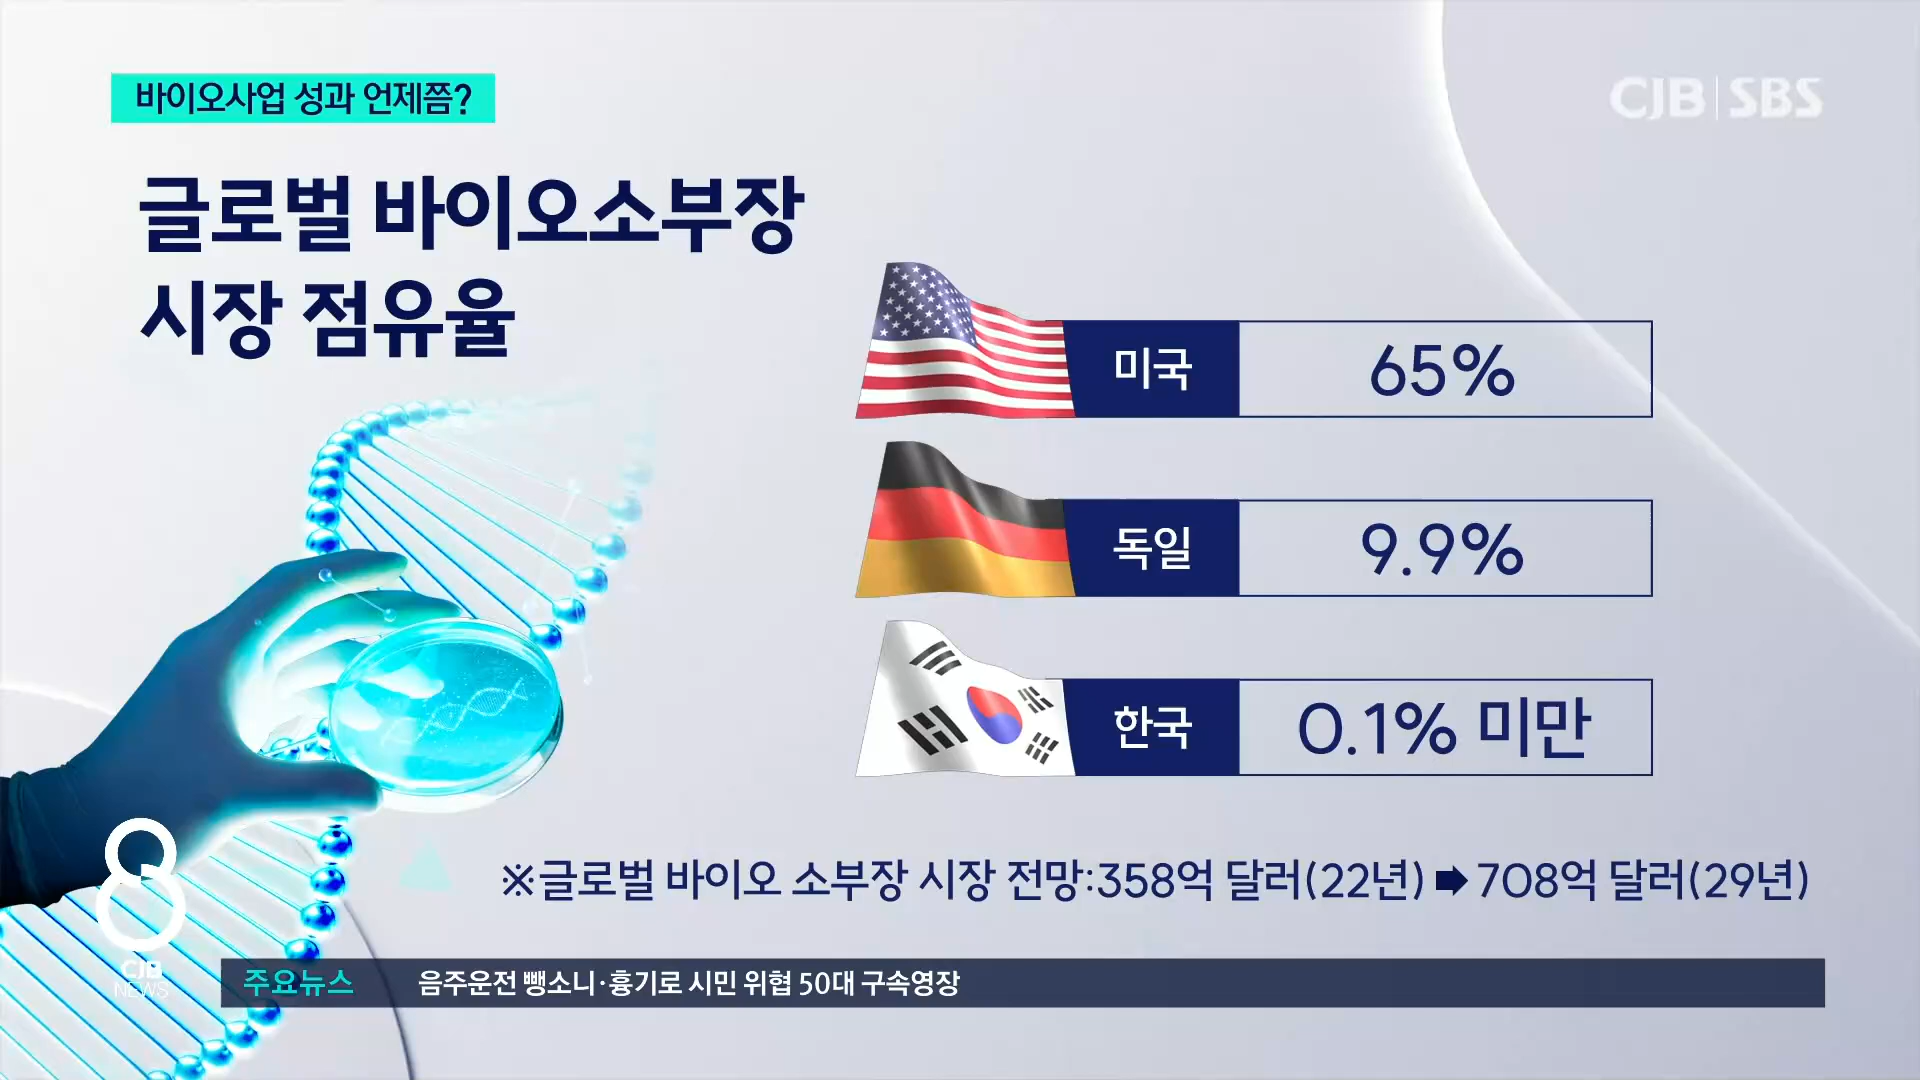 바이오사업 성과 언제쯤?
CJB SBS
글로벌 바이오소부장
시장 점유율
미국 65%
독일 9.9%
한국 0.1% 미만
※글로벌 바이오 소부장 시장 전망:358억 달러(22년)➡708억 달러(29년)
8
CJB
NEWS
주요뉴스 음주운전 뺑소니·흉기로 시민 위협 50대 구속영장